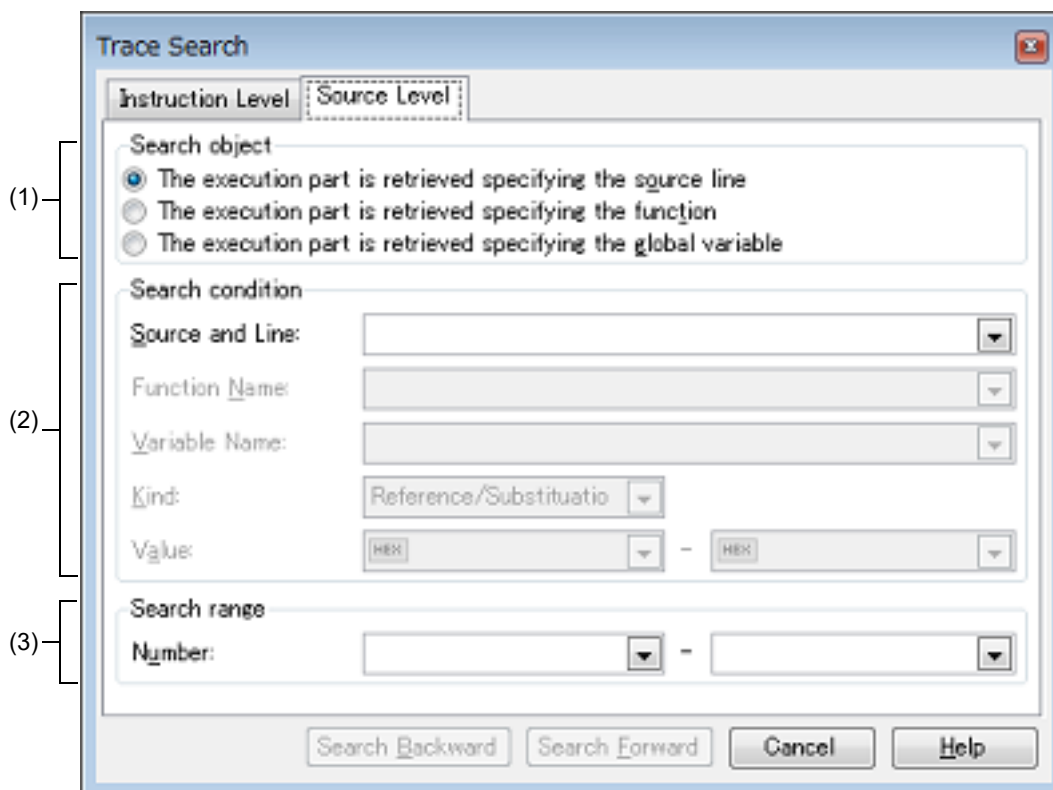 Trace Search
Instruction Level Source Level
(1)
Search object
The execution part is retrieved specifying the source line
The execution part is retrieved specifying the function
The execution part is retrieved specifying the global variable
(2)
Search condition
Source and Line:
Function Name:
Variable Name:
Kind: Reference/Substituatio
Value: HEX - HEX
(3)
Search range
Number: -
Search Backward Search Forward Cancel Help